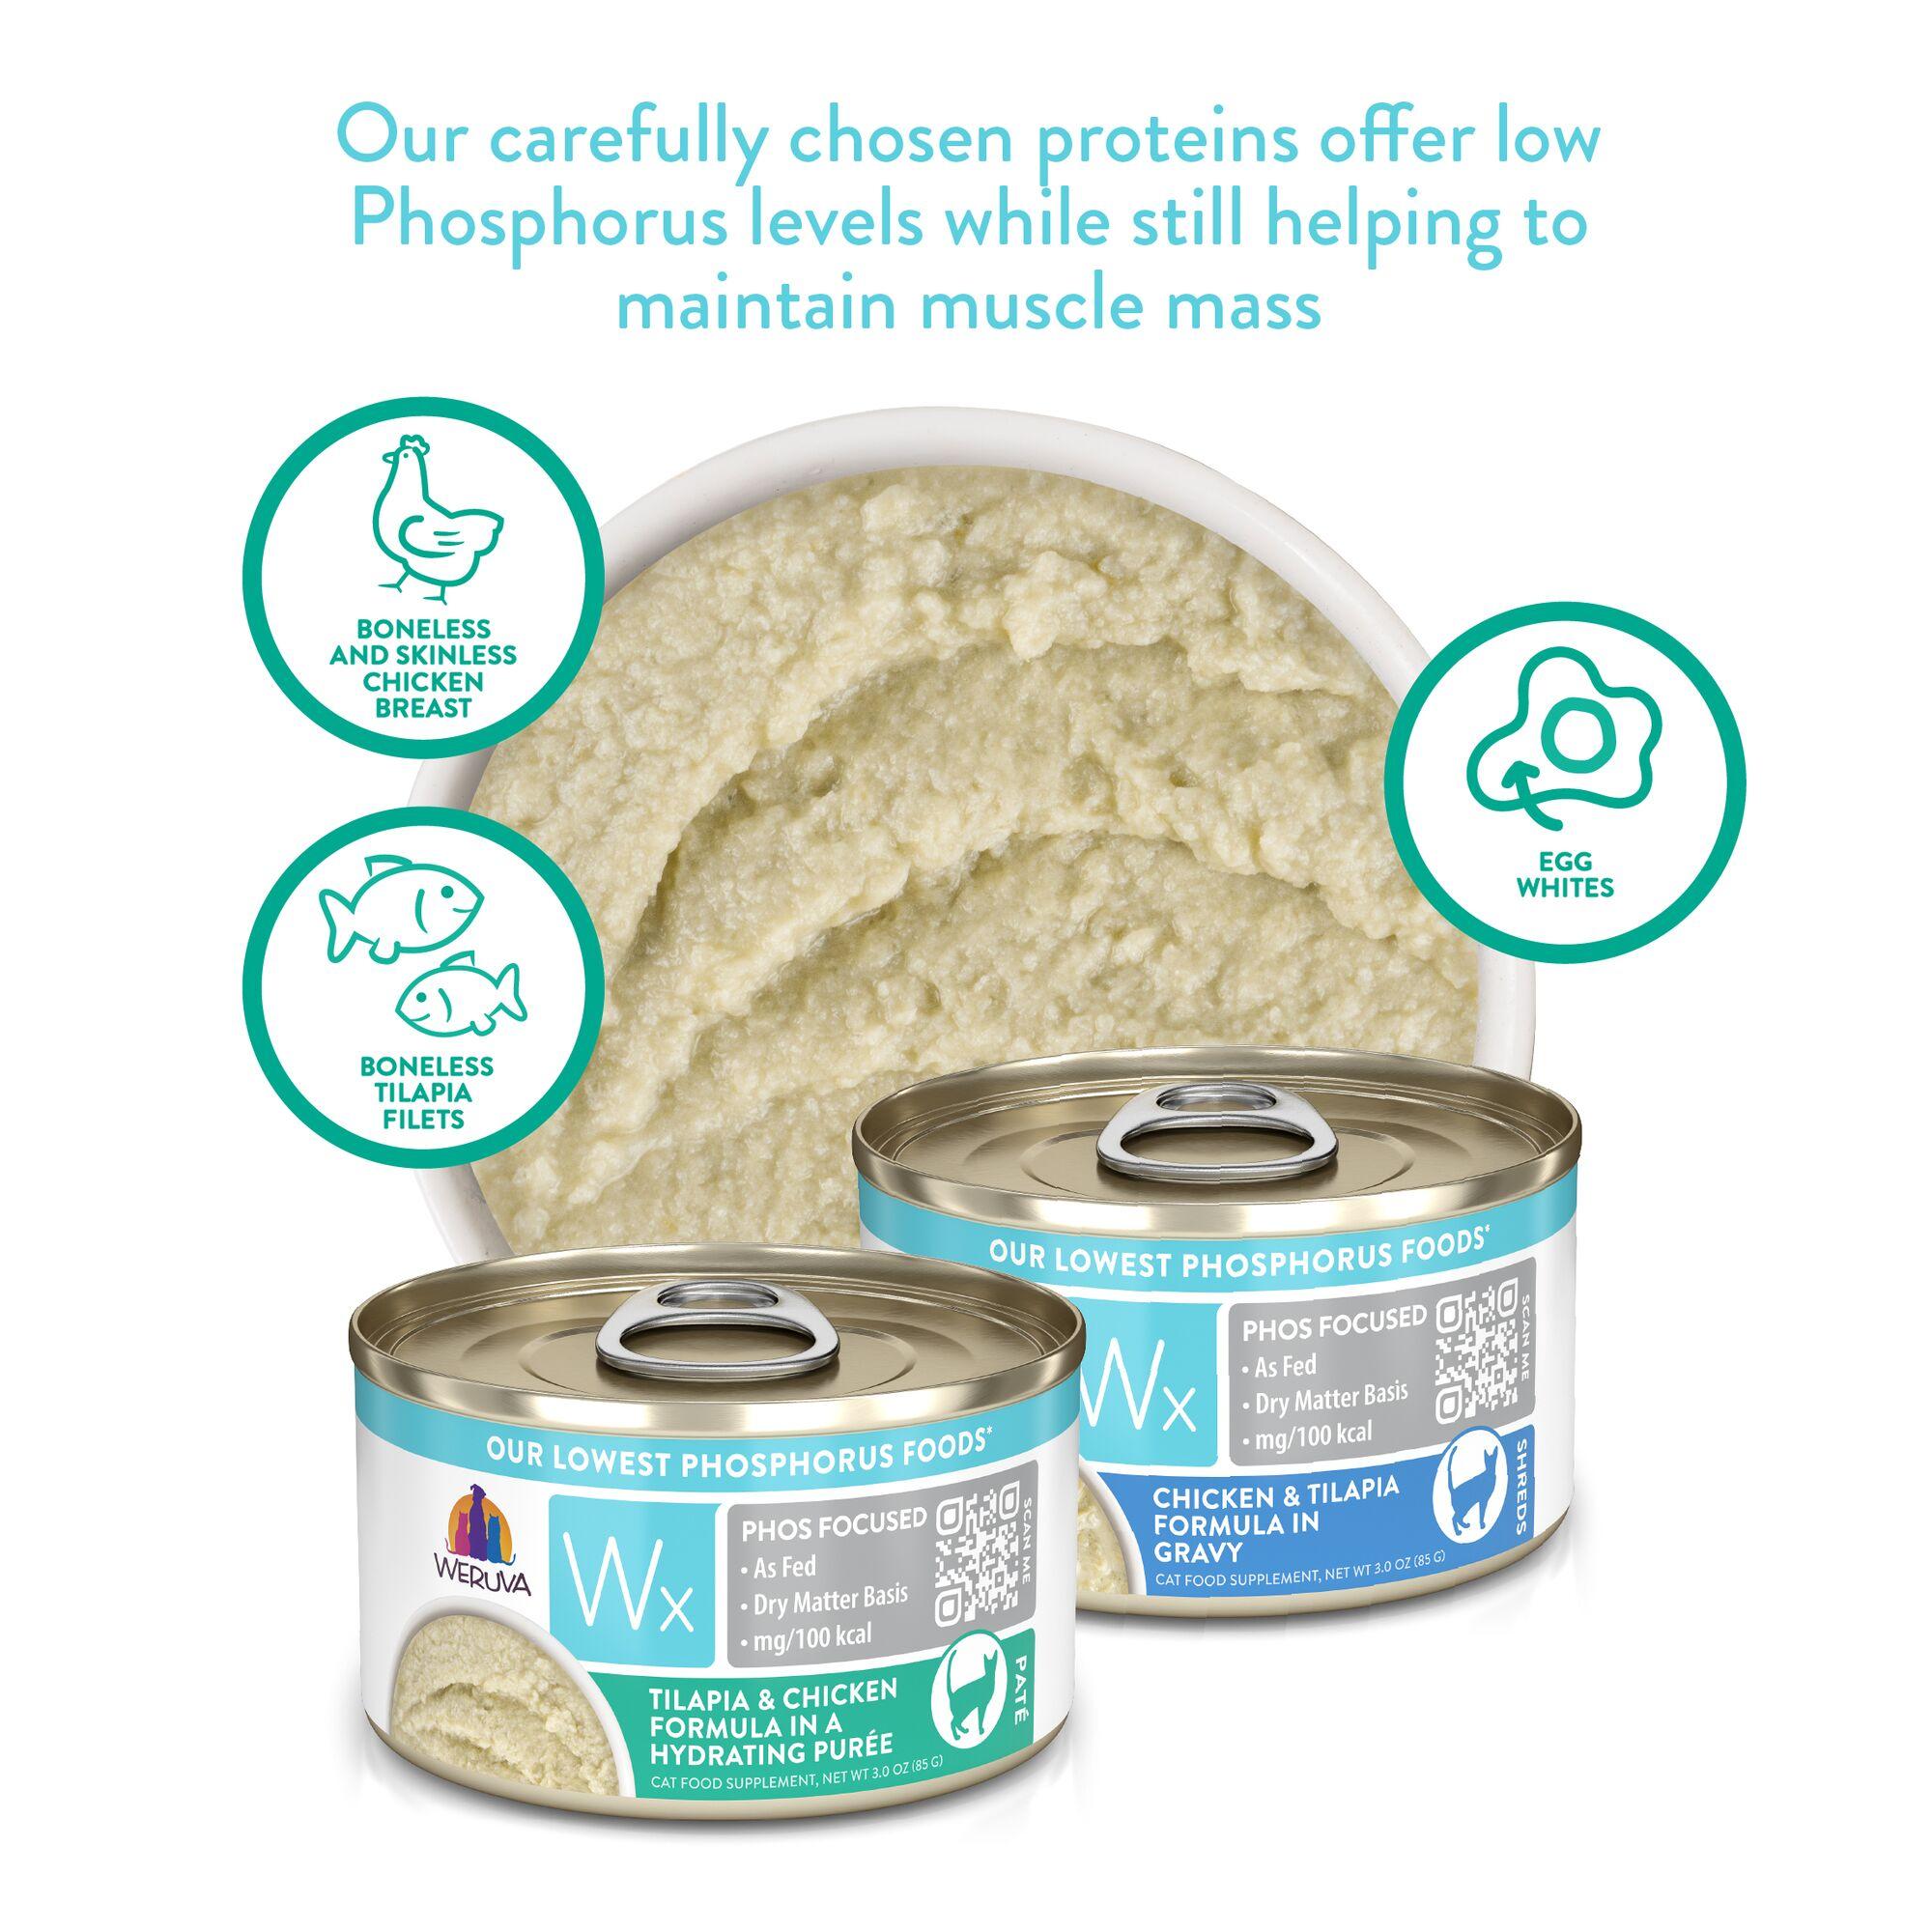 Our carefully chosen proteins offer low
Phosphorus levels while still helping to
maintain muscle mass
BONELESS
AND SKINLESS
CHICKEN
BREAST
EGG
WHITES
BONELESS
TILAPIA
FILETS
OUR LOWEST PHOSPHORUS FOODS*
Wx
PHOS FOCUSED
• As Fed
• Dry Matter Basis
• mg/100 kcal
SCAN ME
CHICKEN & TILAPIA
FORMULA IN
GRAVY
CAT FOOD SUPPLEMENT, NET WT 3.0 OZ (85 G)
SHREDS
OUR LOWEST PHOSPHORUS FOODS*
WERUVA
Wx
PHOS FOCUSED
• As Fed
• Dry Matter Basis
• mg/100 kcal
SCAN ME
TILAPIA & CHICKEN
FORMULA IN A
HYDRATING PURÉE
CAT FOOD SUPPLEMENT, NET WT 3.0 OZ (85 G)
PATÉ